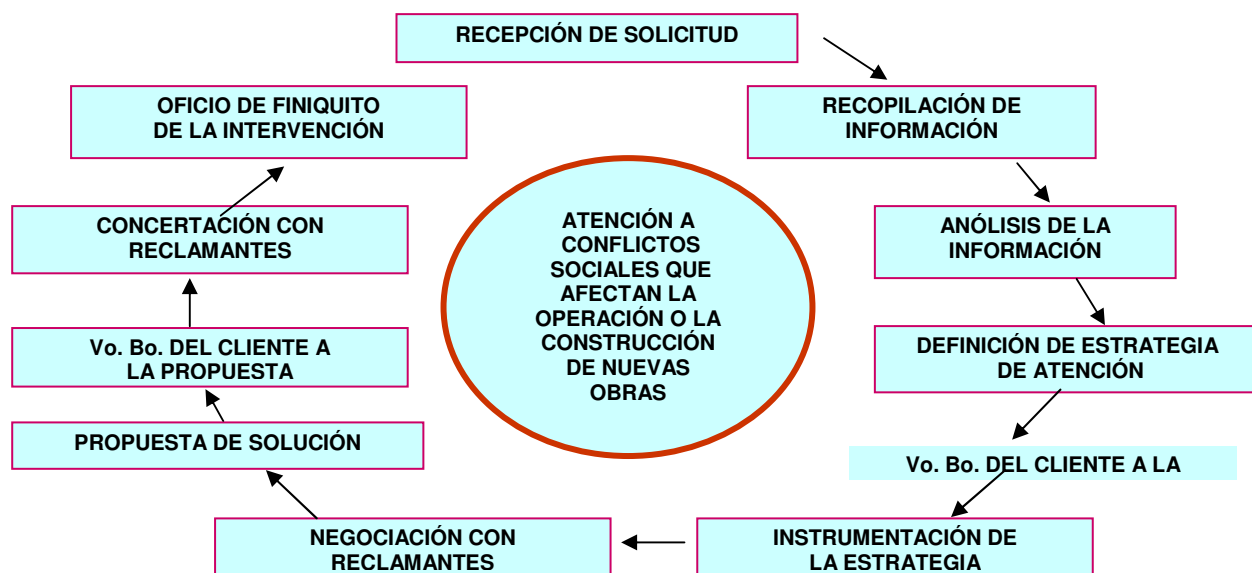 RECEPCIÓN DE SOLICITUD
RECOPILACIÓN DE
INFORMACIÓN
ANÓLISIS DE LA
INFORMACIÓN
DEFINICIÓN DE ESTRATEGIA
DE ATENCIÓN
Vo. Bo. DEL CLIENTE A LA
INSTRUMENTACIÓN DE
LA ESTRATEGIA
NEGOCIACIÓN CON
RECLAMANTES
PROPUESTA DE SOLUCIÓN
Vo. Bo. DEL CLIENTE A
LA PROPUESTA
CONCERTACIÓN CON
RECLAMANTES
OFICIO DE FINIQUITO
DE LA INTERVENCIÓN
ATENCIÓN A
CONFLICTOS
SOCIALES QUE
AFECTAN LA
OPERACIÓN O LA
CONSTRUCCIÓN
DE NUEVAS
OBRAS